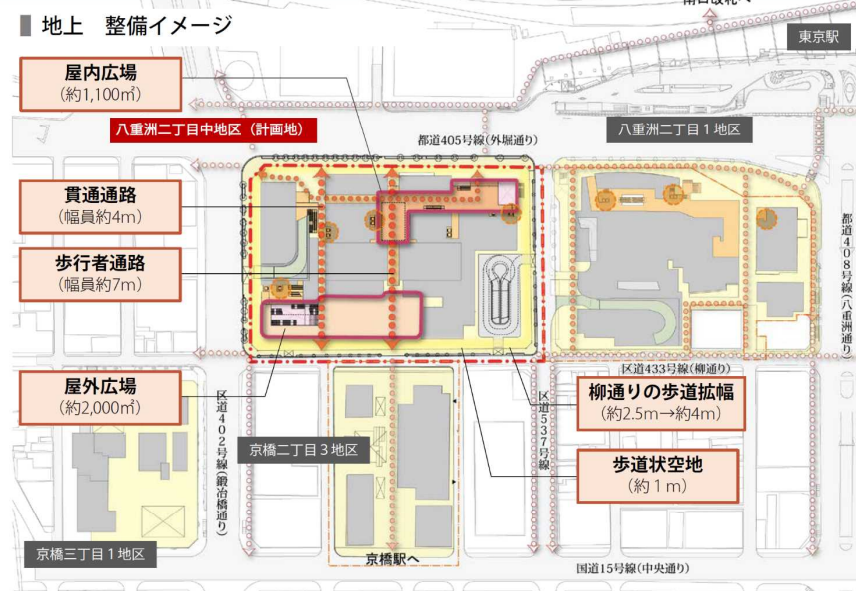 南口改札へ
■ 地上　整備イメージ
東京駅
屋内広場
（約1,100㎡）
八重洲二丁目中地区（計画地）
都道405号線(外堀通り)
八重洲二丁目1地区
貫通通路
（幅員約4m）
歩行者通路
（幅員約7m）
都道408号線(八重洲通り)
屋外広場
（約2,000㎡）
区道433号線(柳通り)
柳通りの歩道拡幅
（約2.5m→約4m）
区道402号線(鍛冶橋通り)
区道537号線
京橋二丁目3地区
歩道状空地
（約1m）
京橋三丁目1地区
京橋駅へ
国道15号線(中央通り)